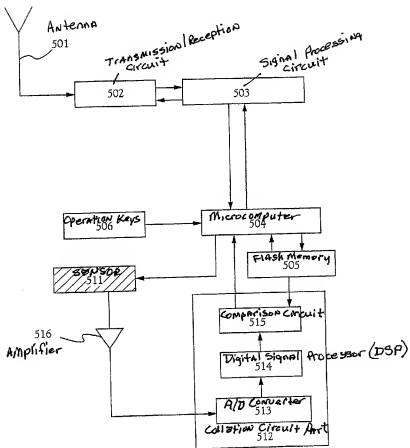 Antenna
501
Transmission/Reception
Circuit
502
Signal Processing
Circuit
503
Operation Keys
506
Microcomputer
504
Flash Memory
505
Sensor
511
Comparison Circuit
515
516
Amplifier
Digital Signal Processor (DSP)
514
A/D Converter
513
Collation Circuit Part
512